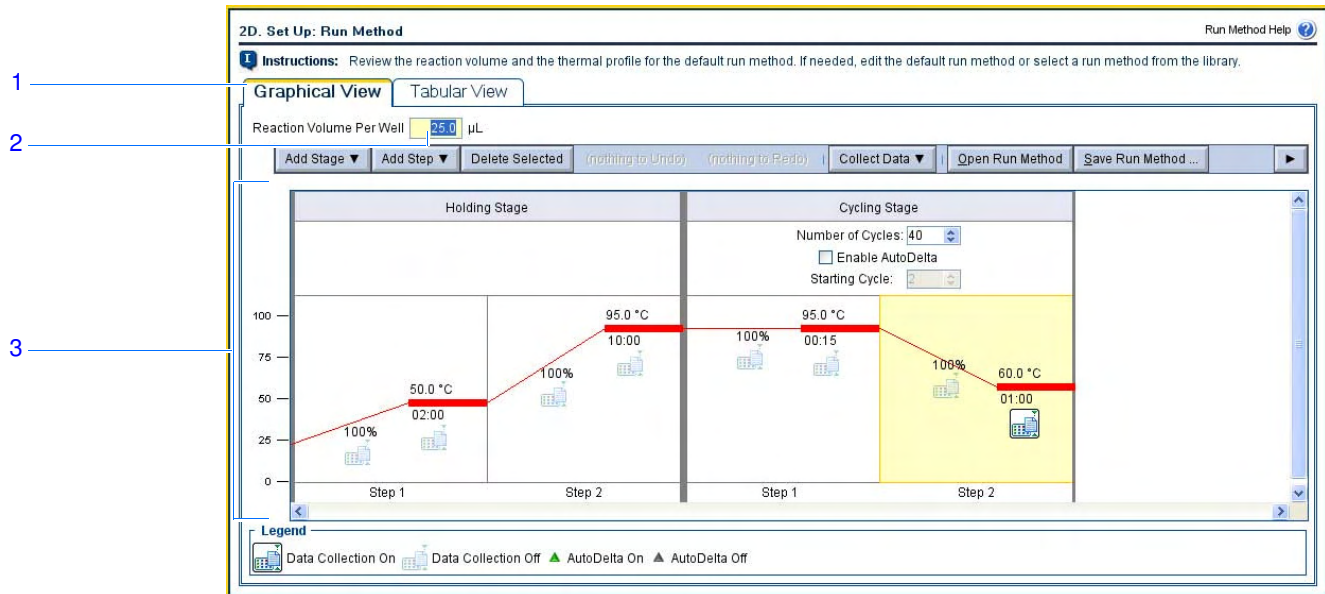 2D. Set Up: Run Method
Run Method Help
Instructions: Review the reaction volume and the thermal profile for the default run method. If needed, edit the default run method or select a run method from the library.
1
Graphical View
Tabular View
Reaction Volume Per Well 25.0 µL
2
Add Stage ▼ Add Step ▼ Delete Selected (nothing to Undo) (nothing to Redo) Collect Data ▼ Open Run Method Save Run Method ...
3
Holding Stage
Cycling Stage
Number of Cycles: 40
Enable AutoDelta
Starting Cycle: 2
100
75
50
25
0
100%
50.0 °C
02:00
Step 1
100%
95.0 °C
10:00
Step 2
100%
95.0 °C
00:15
Step 1
100%
60.0 °C
01:00
Step 2
Legend
Data Collection On Data Collection Off AutoDelta On AutoDelta Off